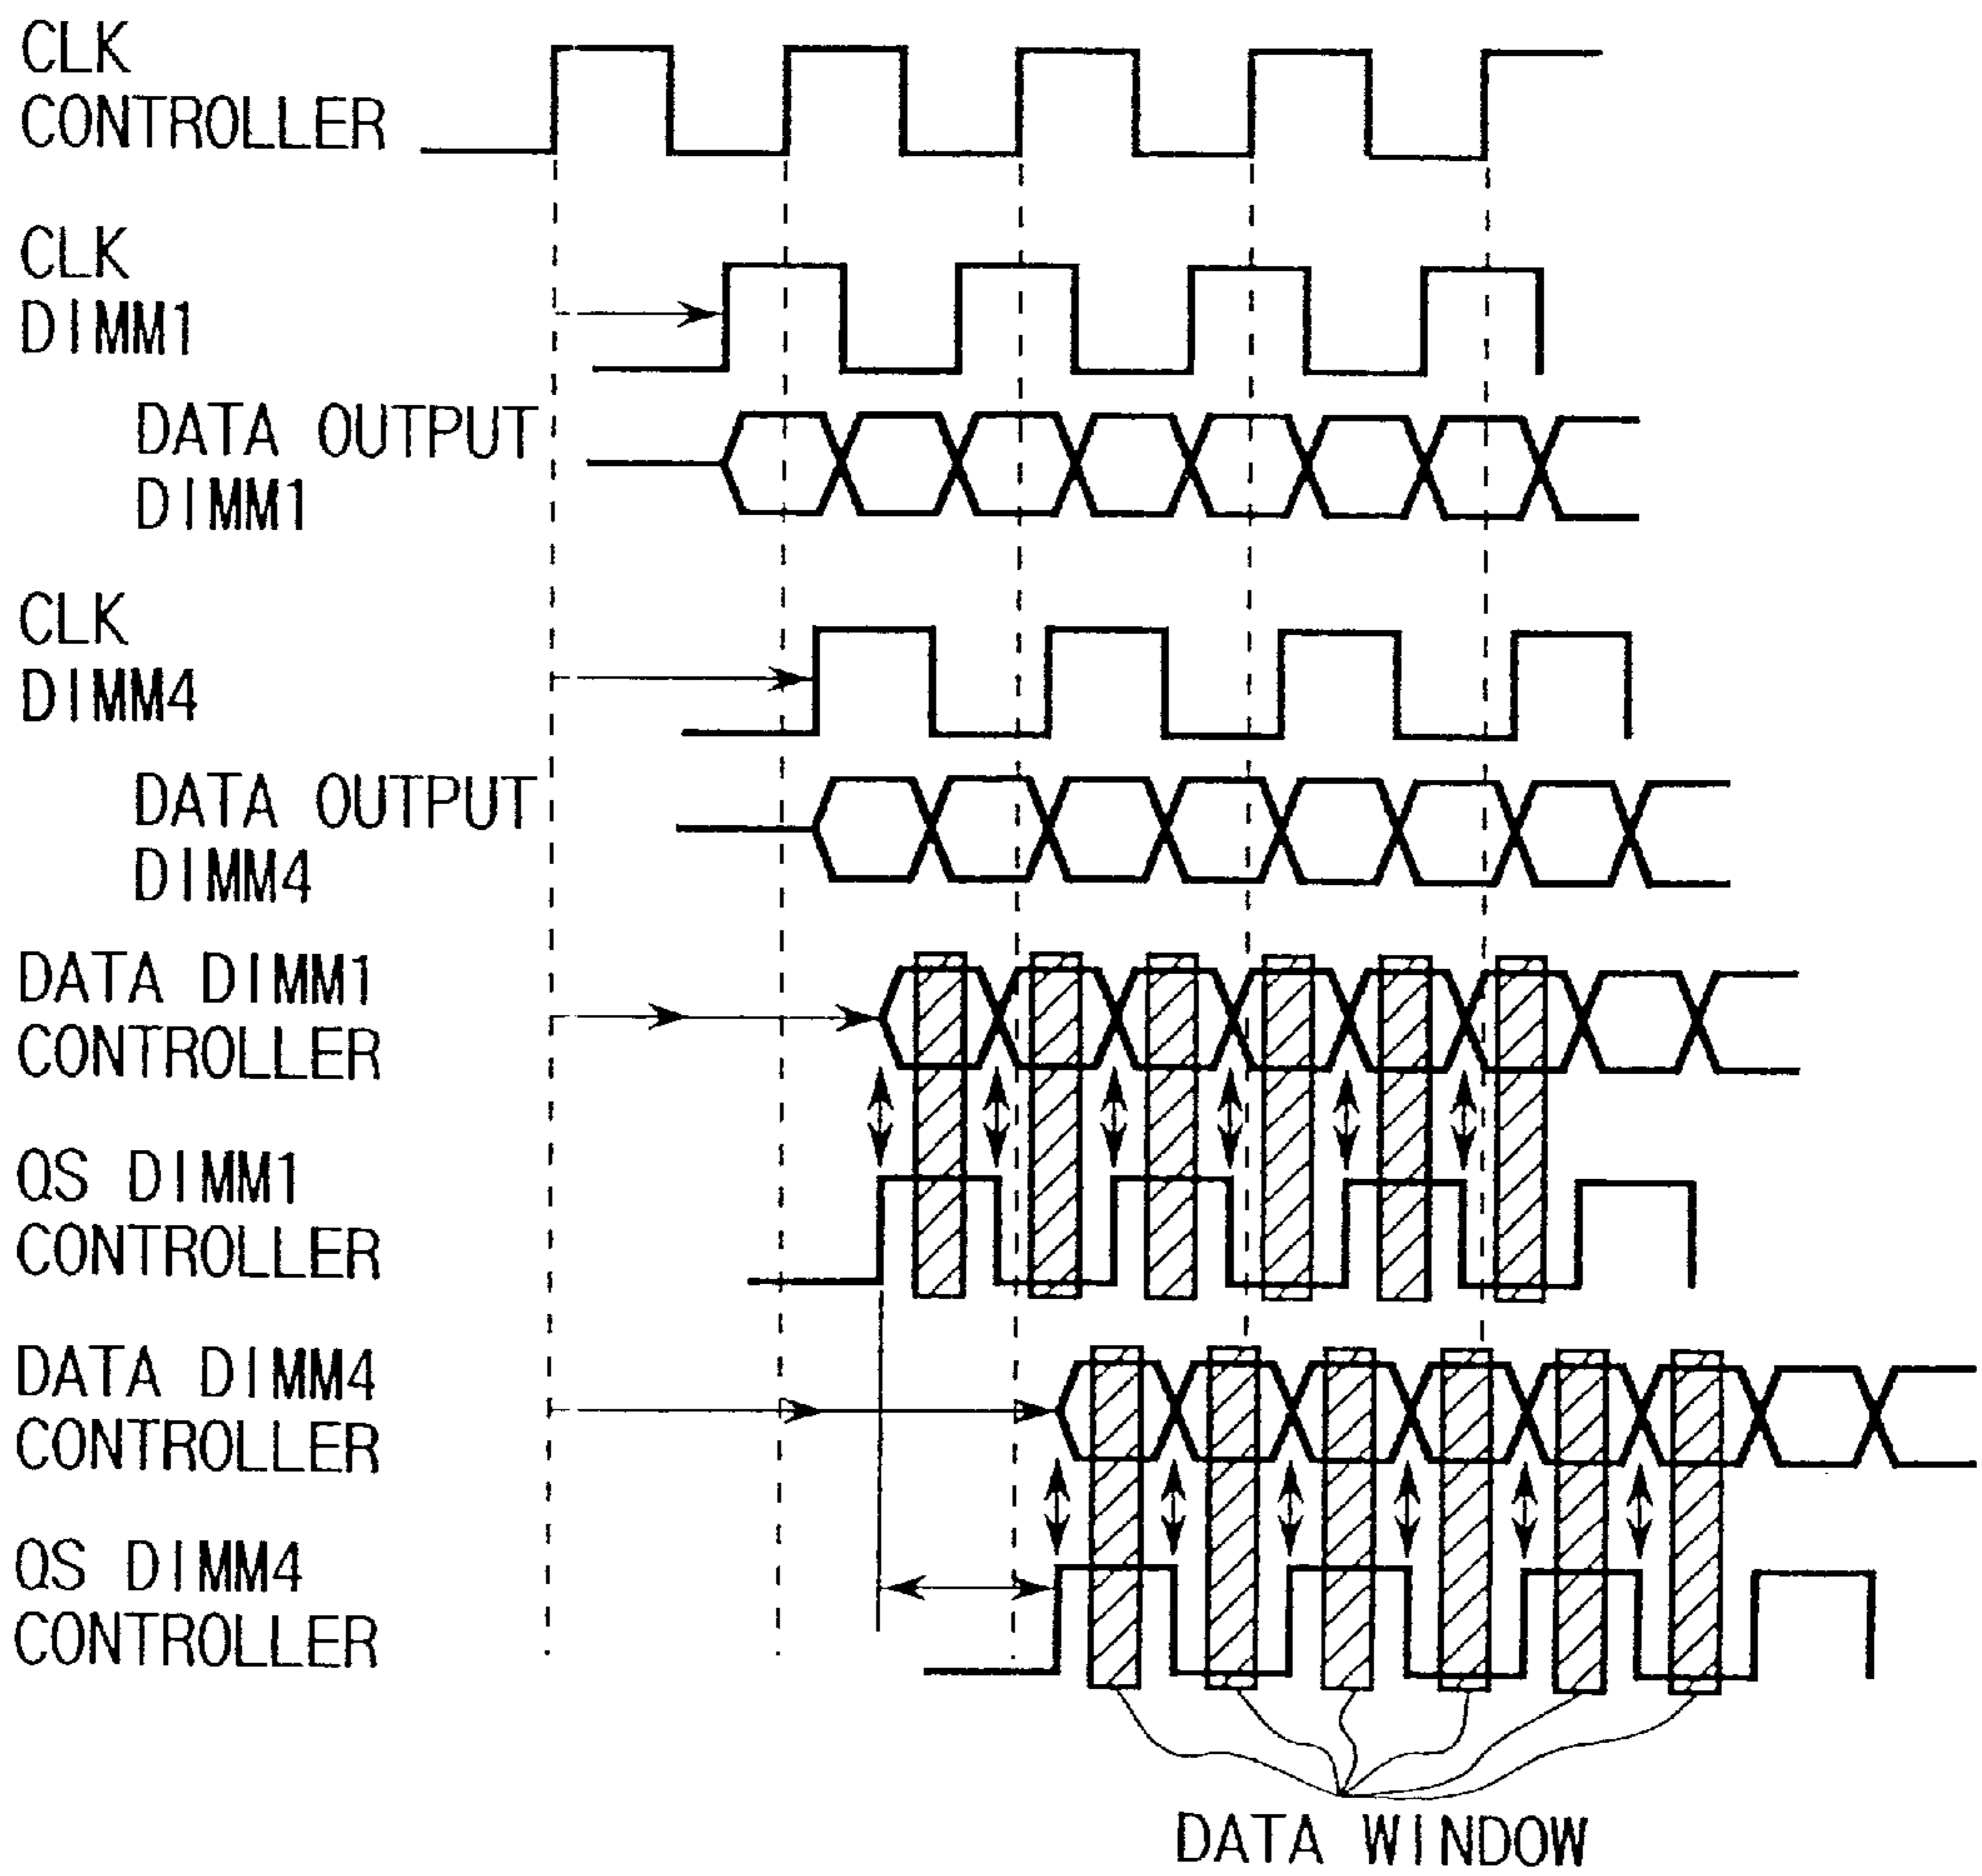 CLK
CONTROLLER
CLK
DIMM1
DATA OUTPUT
DIMM1
CLK
DIMM4
DATA OUTPUT
DIMM4
DATA DIMM1
CONTROLLER
QS DIMM1
CONTROLLER
DATA DIMM4
CONTROLLER
QS DIMM4
CONTROLLER
DATA WINDOW